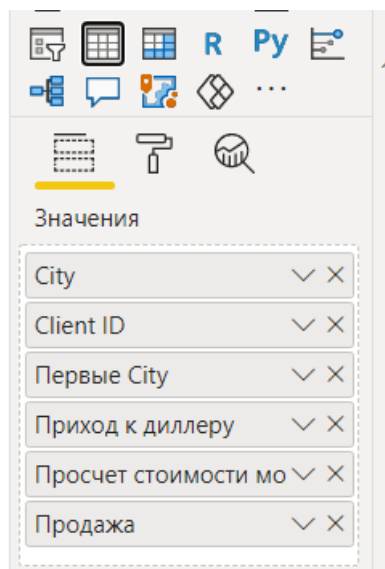 R Py
...
Значения
City
Client ID
Первые City
Приход к диллеру
Просчет стоимости мо
Продажа